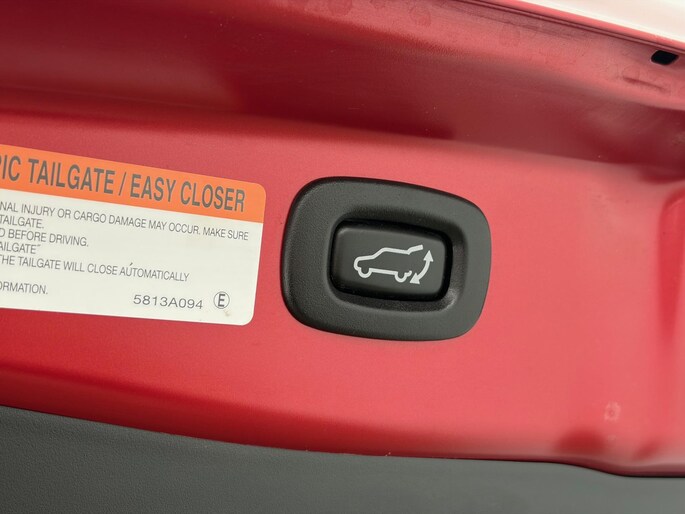 IC TAILGATE / EASY CLOSER
NAL INJURY OR CARGO DAMAGE MAY OCCUR. MAKE SURE
TAILGATE.
D BEFORE DRIVING.
AILGATE"
THE TAILGATE WILL CLOSE AUTOMATICALLY
ORMATION.
5813A094 E